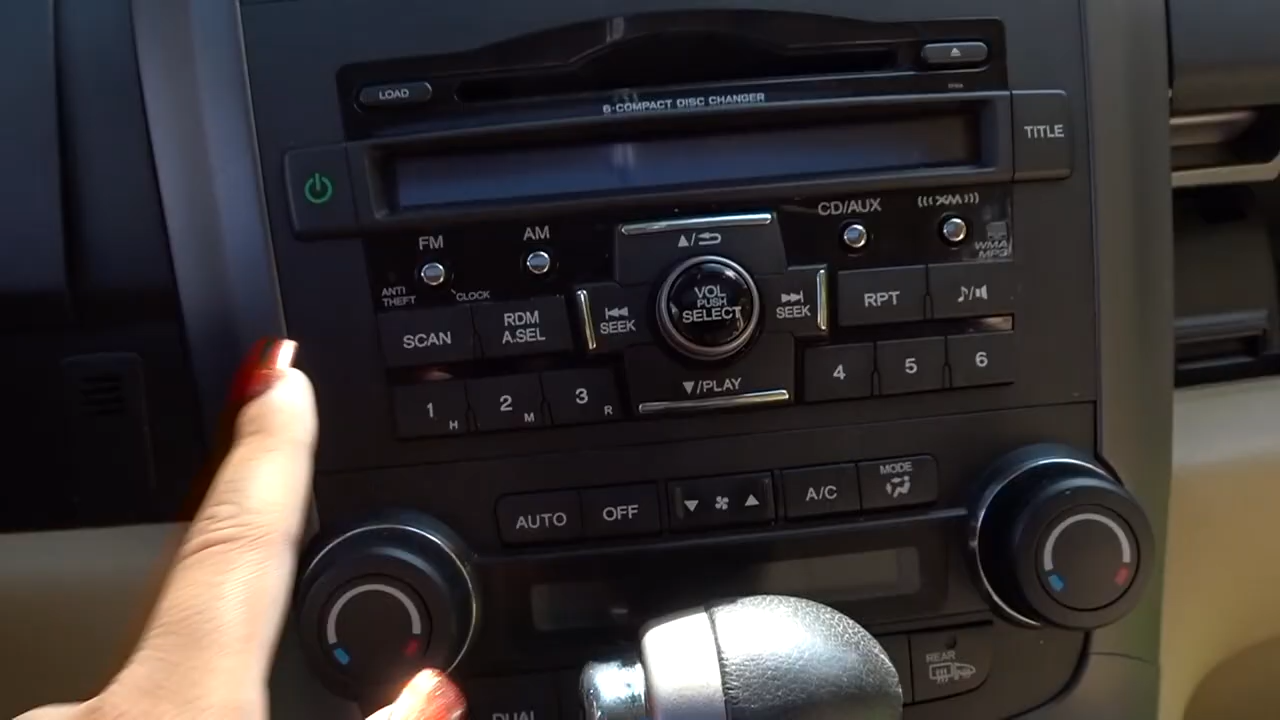 LOAD
6·COMPACT DISC CHANGER
TITLE
FM
AM
CD/AUX
(((XM)))
ANTI
THEFT
CLOCK
WMA
MP3
▲/
SCAN
RDM
A.SEL
SEEK
VOL
PUSH
SELECT
SEEK
RPT
▼/PLAY
1 H
2 M
3 R
4
5
6
AUTO
OFF
A/C
MODE
REAR
DUAL